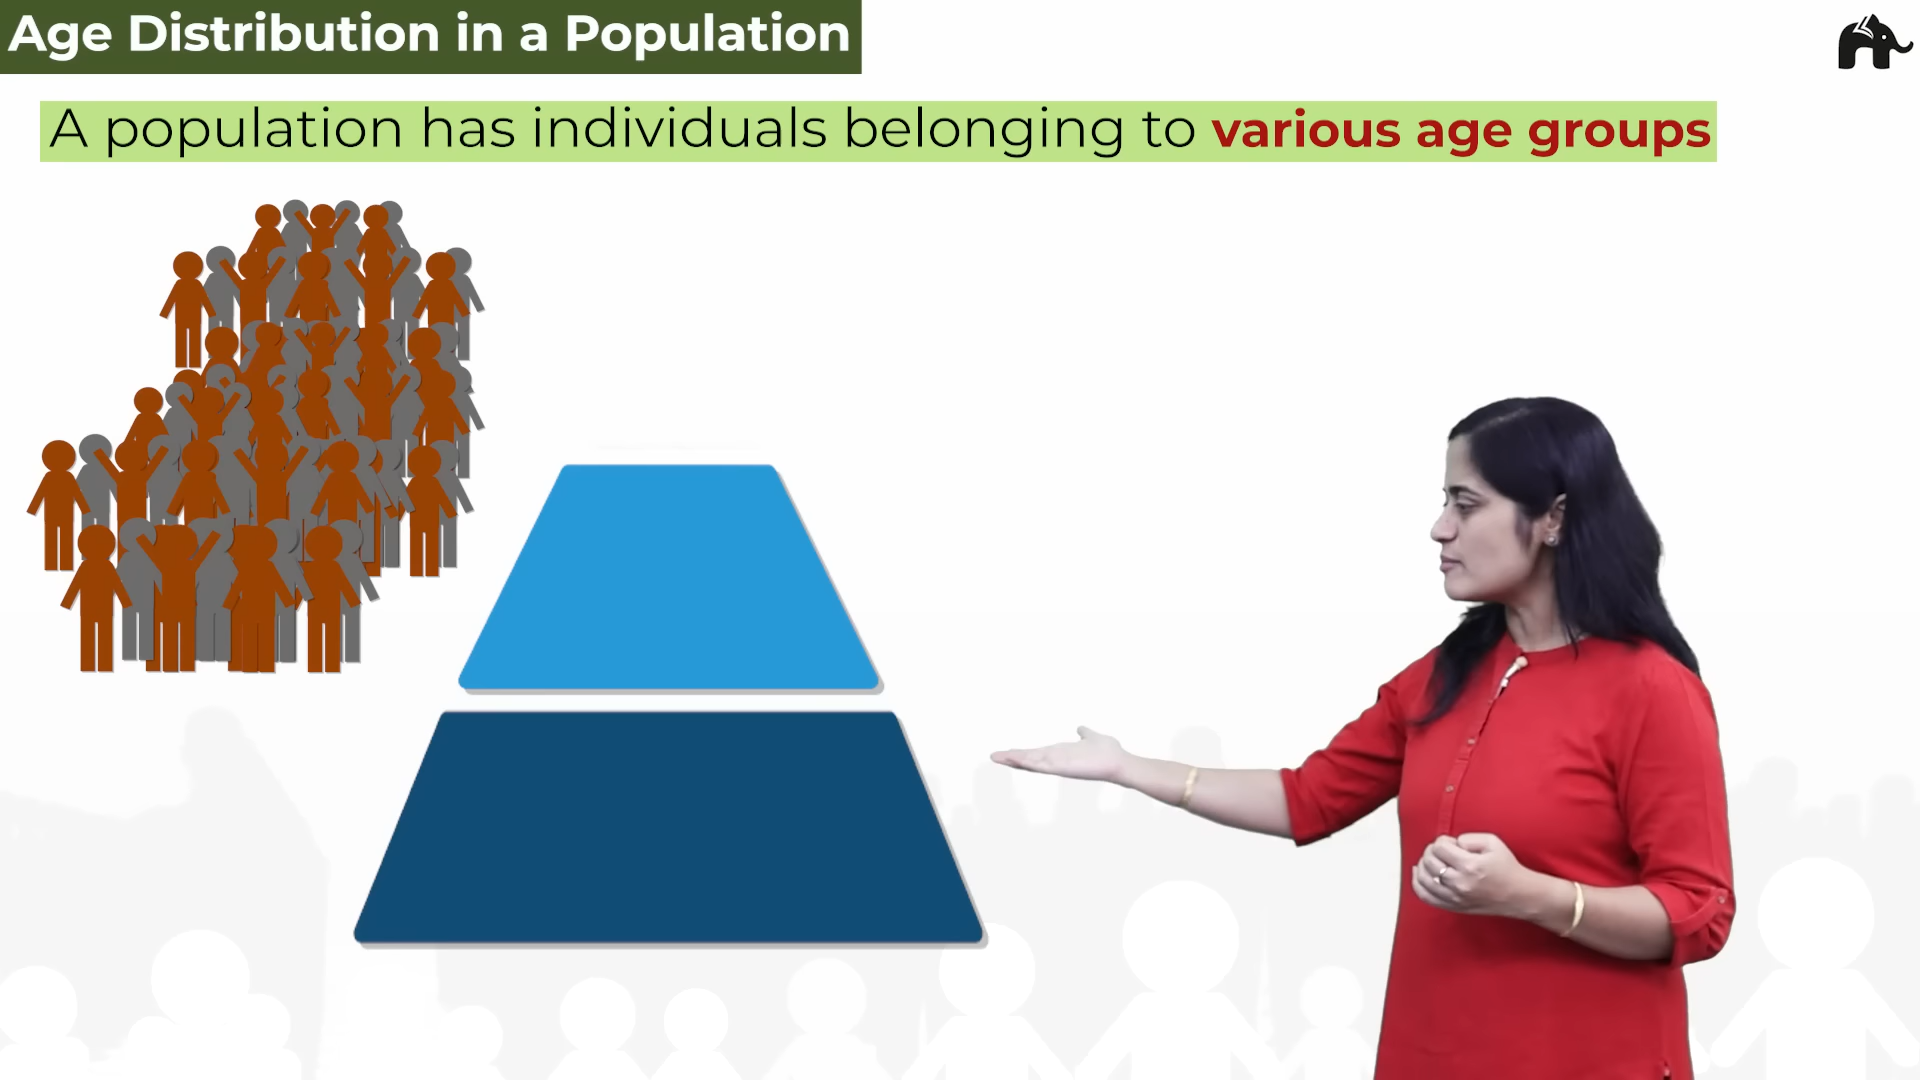 Age Distribution in a Population
A population has individuals belonging to various age groups